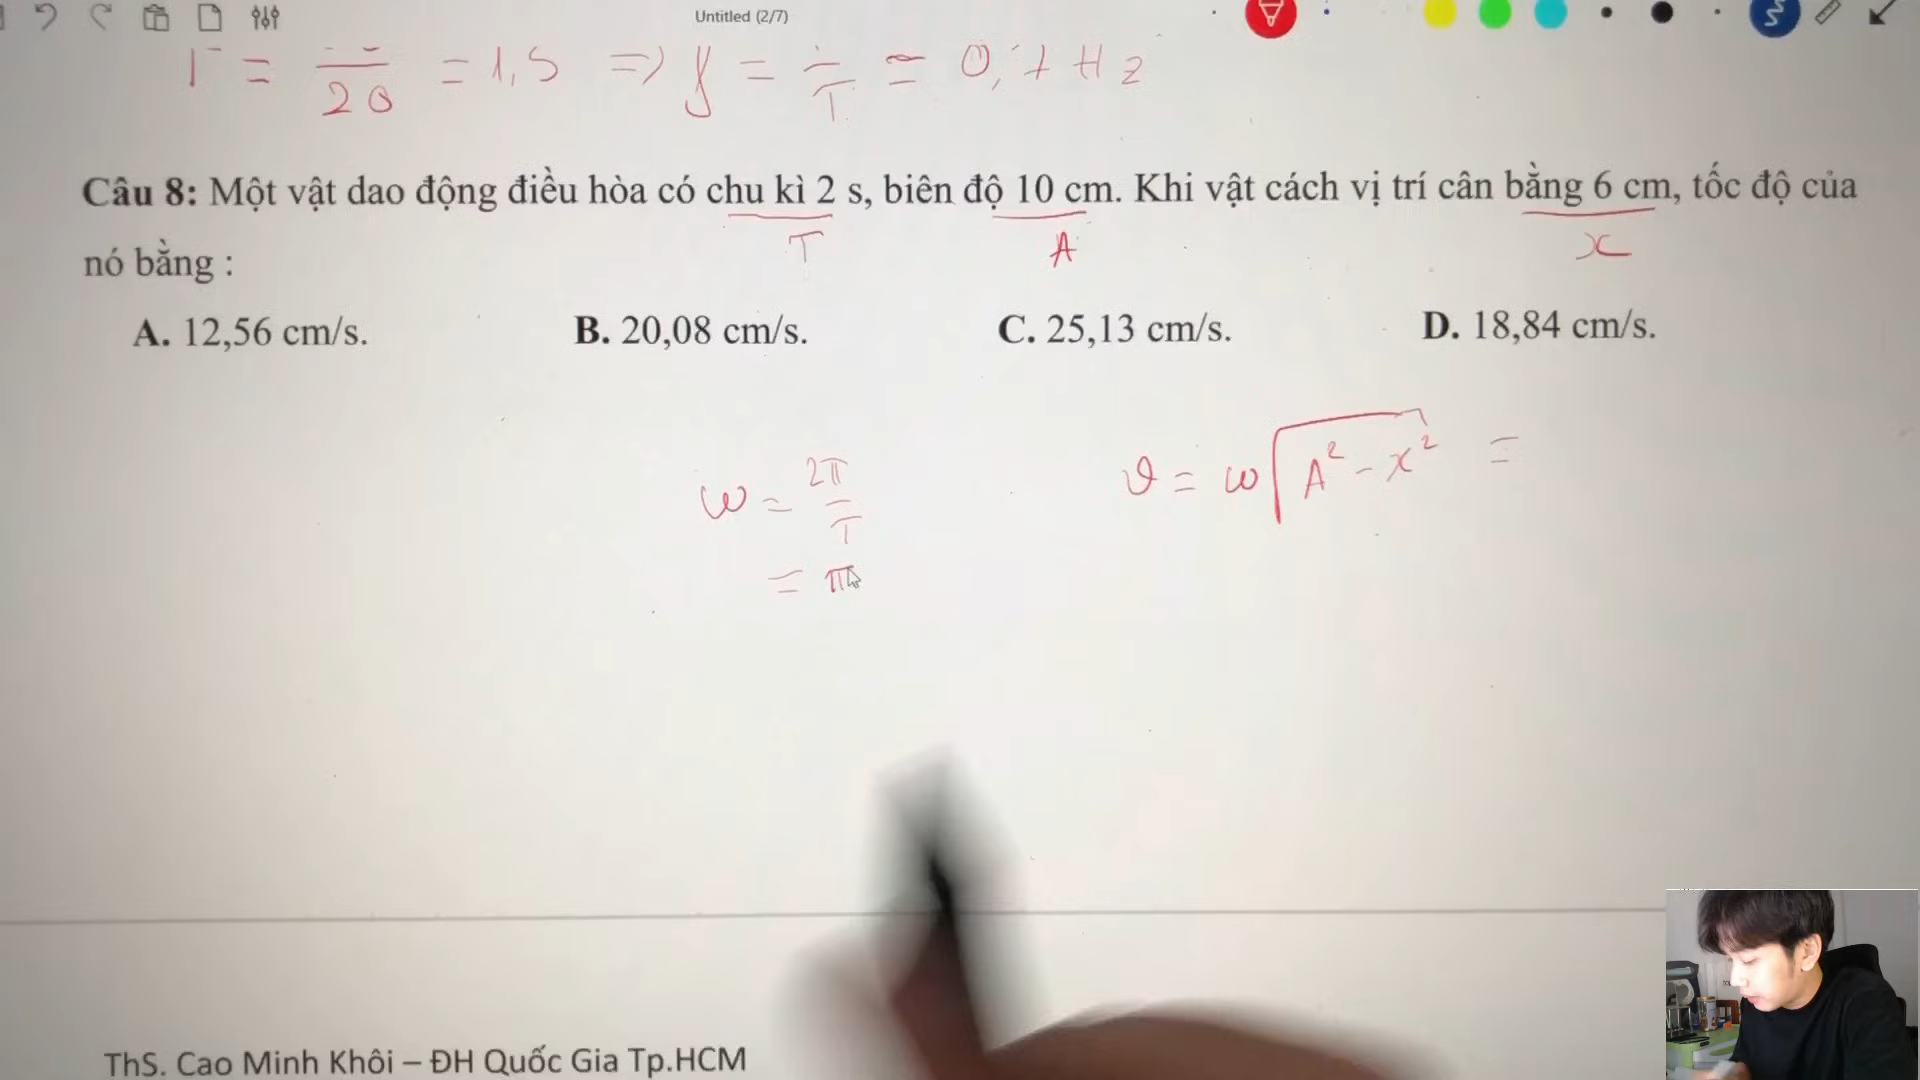 Untitled (2/7)
T = 20 = 1,5 ⇒ f = 1/T = 0,7 Hz
Câu 8: Một vật dao động điều hòa có chu kì 2 s, biên độ 10 cm. Khi vật cách vị trí cân bằng 6 cm, tốc độ của
T A x
nó bằng :
A. 12,56 cm/s. B. 20,08 cm/s. C. 25,13 cm/s. D. 18,84 cm/s.
ω = 2π/T
v = ω√(A² - x²) =
= π
ThS. Cao Minh Khôi – ĐH Quốc Gia Tp.HCM